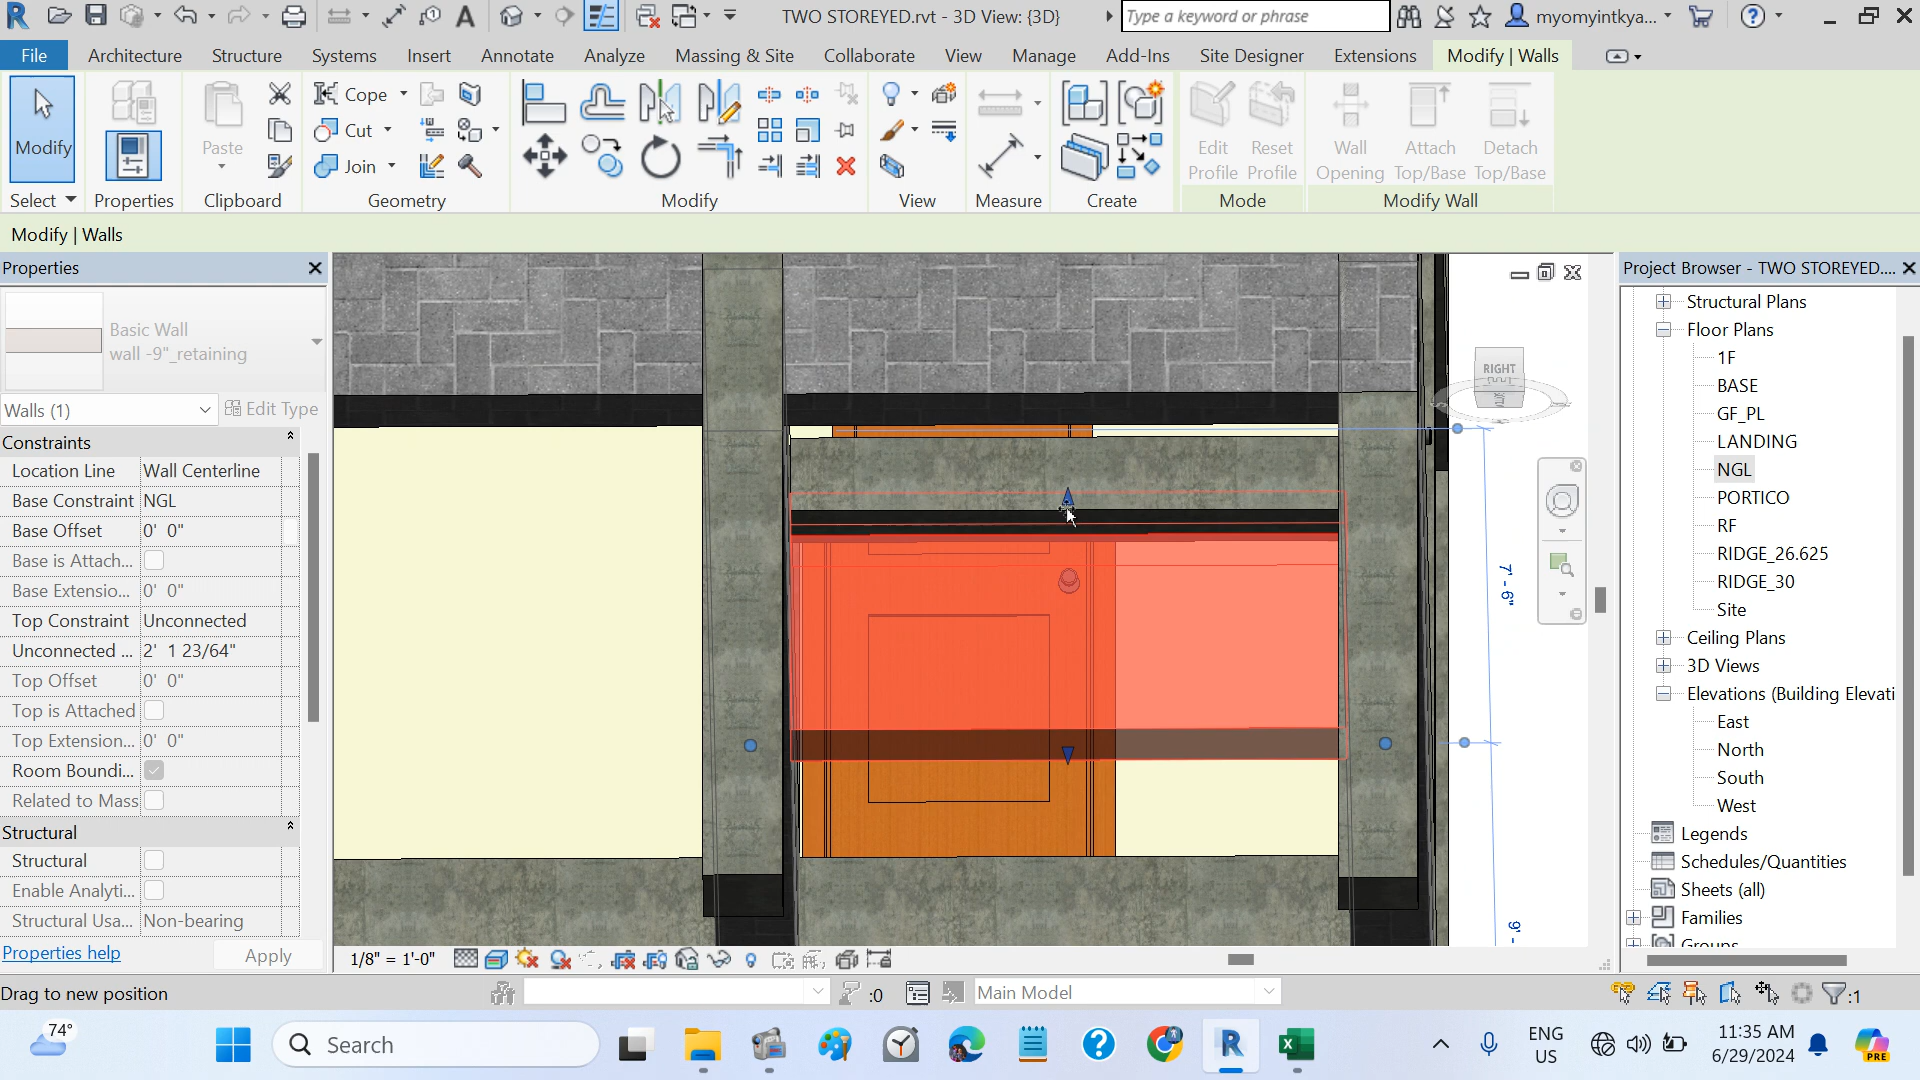 TWO STOREYED.rvt - 3D View: {3D}
Type a keyword or phrase
myomyintkya...
File
Architecture
Structure
Systems
Insert
Annotate
Analyze
Massing & Site
Collaborate
View
Manage
Add-Ins
Site Designer
Extensions
Modify | Walls
Modify
Paste
Cope
Cut
Join
Edit
Profile
Reset
Profile
Wall
Opening
Attach
Top/Base
Detach
Top/Base
Select
Properties
Clipboard
Geometry
Modify
View
Measure
Create
Mode
Modify Wall
Modify | Walls
Properties
Basic Wall
wall -9"_retaining
Walls (1)
Edit Type
Constraints
Location Line Wall Centerline
Base Constraint NGL
Base Offset 0' 0"
Base is Attach...
Base Extensio... 0' 0"
Top Constraint Unconnected
Unconnected ... 2' 1 23/64"
Top Offset 0' 0"
Top is Attached
Top Extension... 0' 0"
Room Boundi...
Related to Mass
Structural
Structural
Enable Analyti...
Structural Usa... Non-bearing
Properties help
Apply
RIGHT
7' - 6"
9' -
1/8" = 1'-0"
Project Browser - TWO STOREYED....
Structural Plans
Floor Plans
1F
BASE
GF_PL
LANDING
NGL
PORTICO
RF
RIDGE_26.625
RIDGE_30
Site
Ceiling Plans
3D Views
Elevations (Building Elevati
East
North
South
West
Legends
Schedules/Quantities
Sheets (all)
Families
Groups
Drag to new position
:0
Main Model
:1
74°
Search
ENG
US
11:35 AM
6/29/2024
PRE